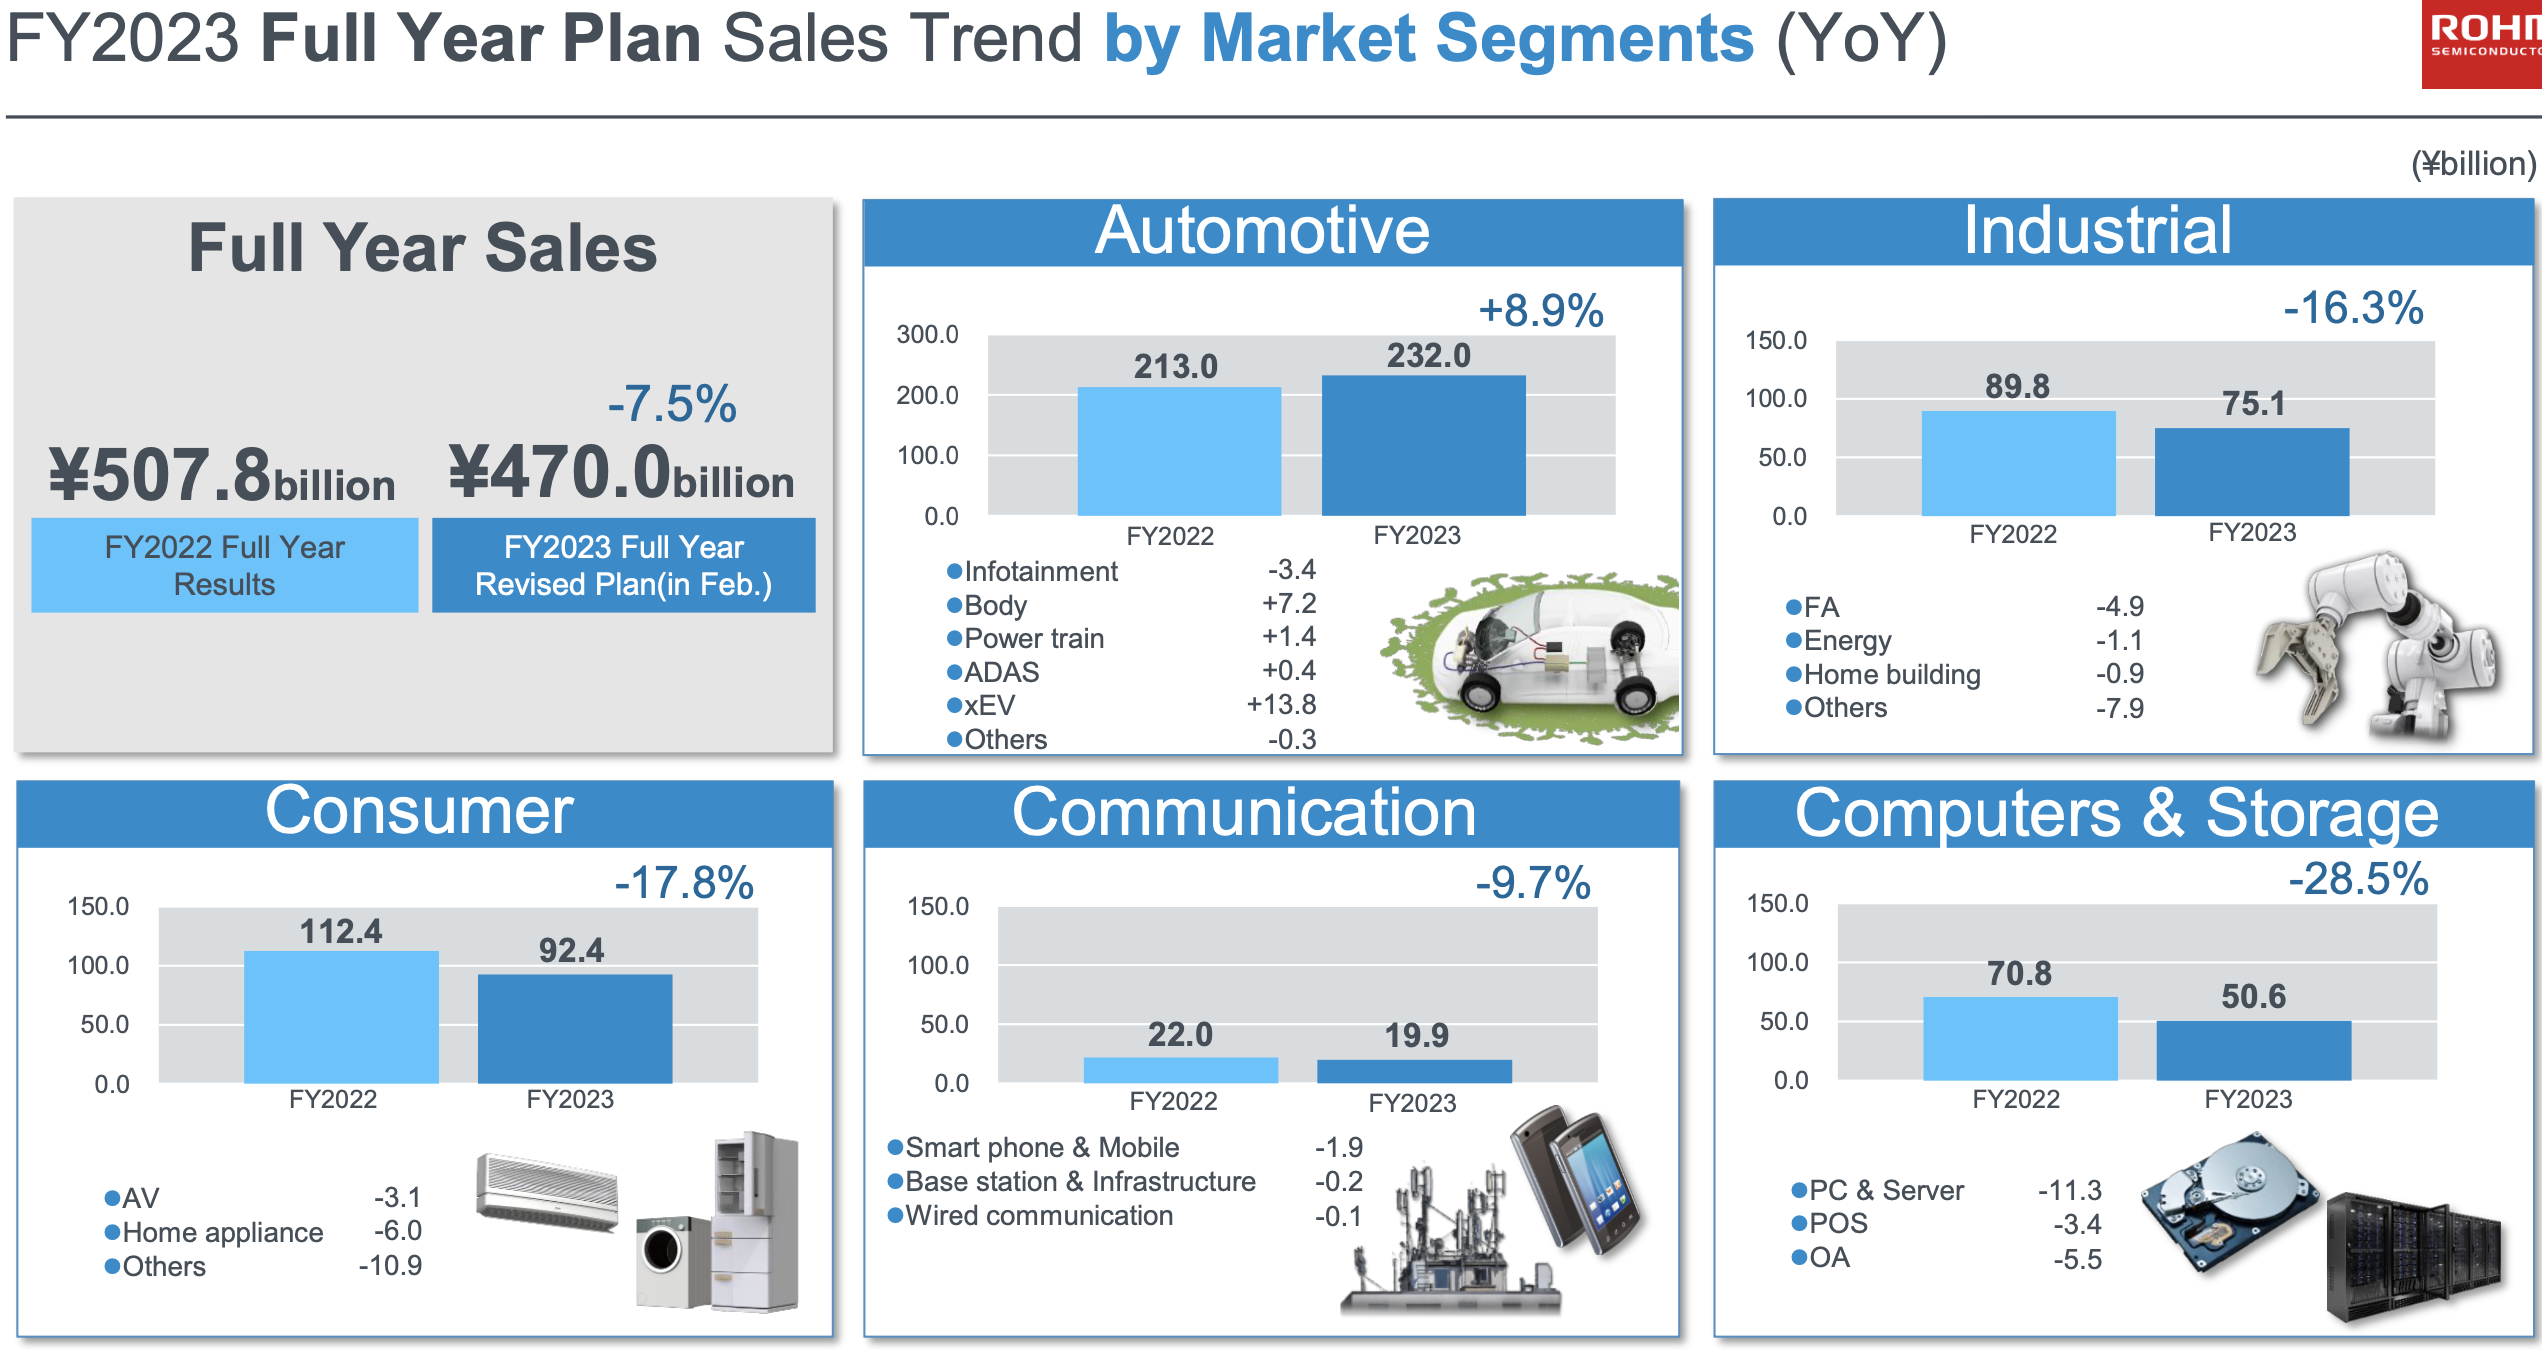 FY2023 Full Year Plan Sales Trend by Market Segments (YoY)
ROHM
SEMICONDUCTO
(¥billion)
Full Year Sales
-7.5%
¥507.8billion
¥470.0billion
FY2022 Full Year
Results
FY2023 Full Year
Revised Plan(in Feb.)
Automotive
+8.9%
300.0
200.0
100.0
0.0
213.0
232.0
FY2022
FY2023
●Infotainment -3.4
●Body +7.2
●Power train +1.4
●ADAS +0.4
●xEV +13.8
●Others -0.3
Industrial
-16.3%
150.0
100.0
50.0
0.0
89.8
75.1
FY2022
FY2023
●FA -4.9
●Energy -1.1
●Home building -0.9
●Others -7.9
Consumer
-17.8%
150.0
100.0
50.0
0.0
112.4
92.4
FY2022
FY2023
●AV -3.1
●Home appliance -6.0
●Others -10.9
Communication
-9.7%
150.0
100.0
50.0
0.0
22.0
19.9
FY2022
FY2023
●Smart phone & Mobile -1.9
●Base station & Infrastructure -0.2
●Wired communication -0.1
Computers & Storage
-28.5%
150.0
100.0
50.0
0.0
70.8
50.6
FY2022
FY2023
●PC & Server -11.3
●POS -3.4
●OA -5.5